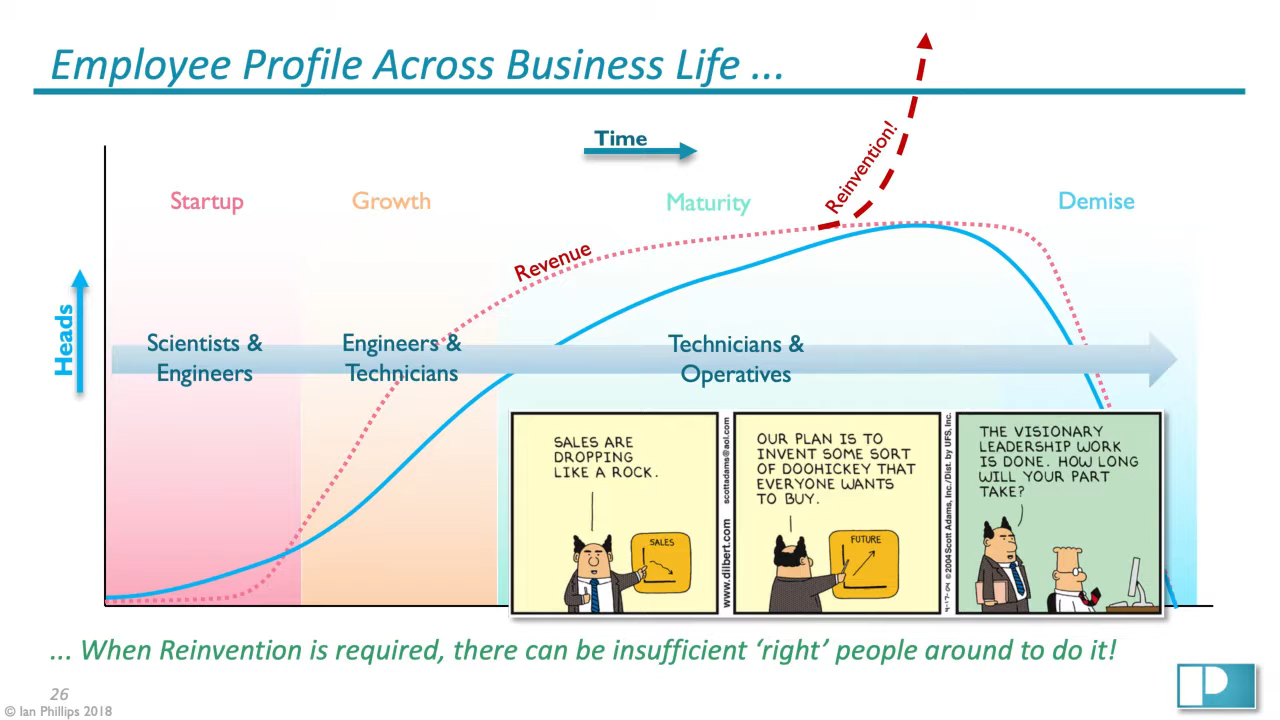 Employee Profile Across Business Life ...
Time
Reinvention!
Startup
Growth
Maturity
Demise
Revenue
Heads
Scientists &
Engineers
Engineers &
Technicians
Technicians &
Operatives
SALES ARE
DROPPING
LIKE A ROCK.
SALES
www.dilbert.com scottadams@aol.com
OUR PLAN IS TO
INVENT SOME SORT
OF DOOHICKEY THAT
EVERYONE WANTS
TO BUY.
FUTURE
4-17-04 © 2004 Scott Adams, Inc./Dist. by UFS, Inc.
THE VISIONARY
LEADERSHIP WORK
IS DONE. HOW LONG
WILL YOUR PART
TAKE?
... When Reinvention is required, there can be insufficient ‘right’ people around to do it!
26
© Ian Phillips 2018
P